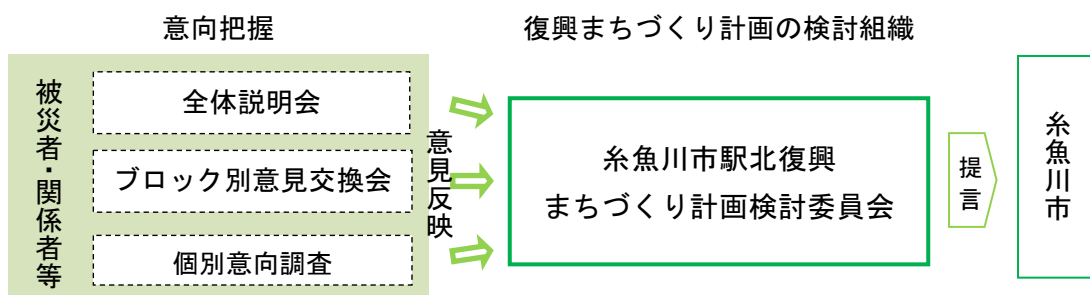 意向把握
復興まちづくり計画の検討組織
被災者・関係者等
全体説明会
ブロック別意見交換会
個別意向調査
意見反映
糸魚川市駅北復興
まちづくり計画検討委員会
提言
糸魚川市